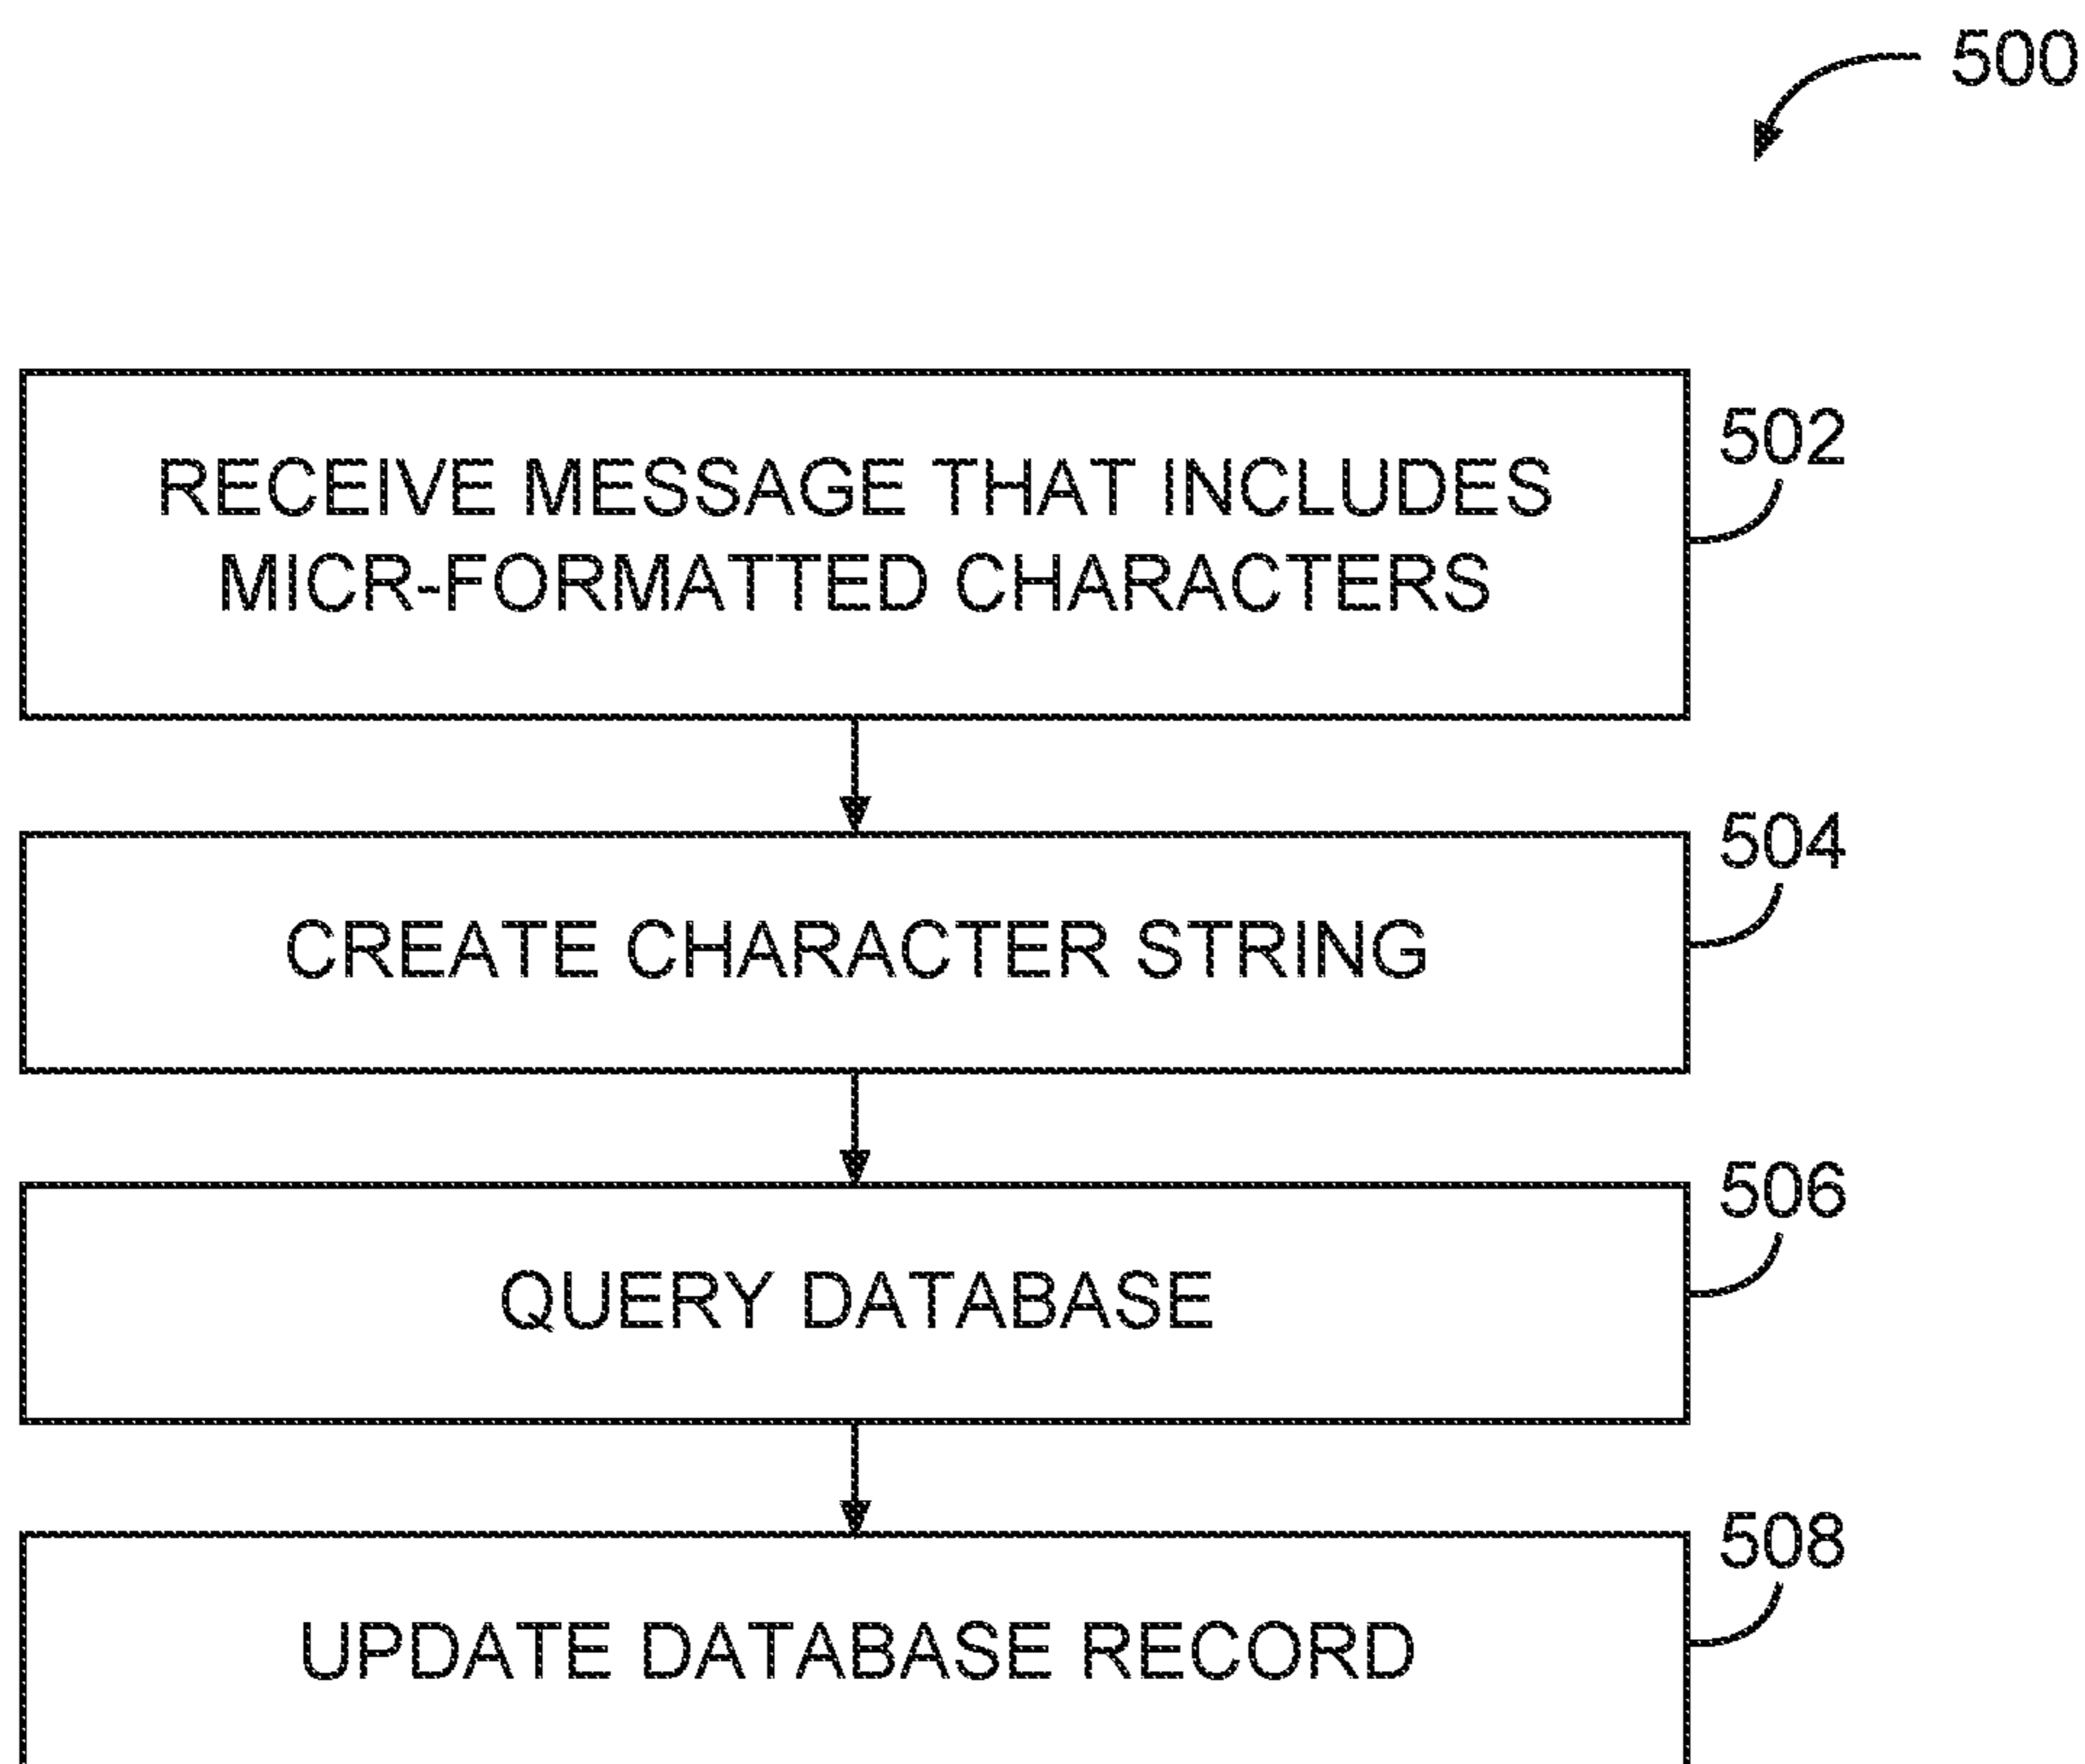 500
RECEIVE MESSAGE THAT INCLUDES
MICR-FORMATTED CHARACTERS
502
CREATE CHARACTER STRING
504
QUERY DATABASE
506
UPDATE DATABASE RECORD
508